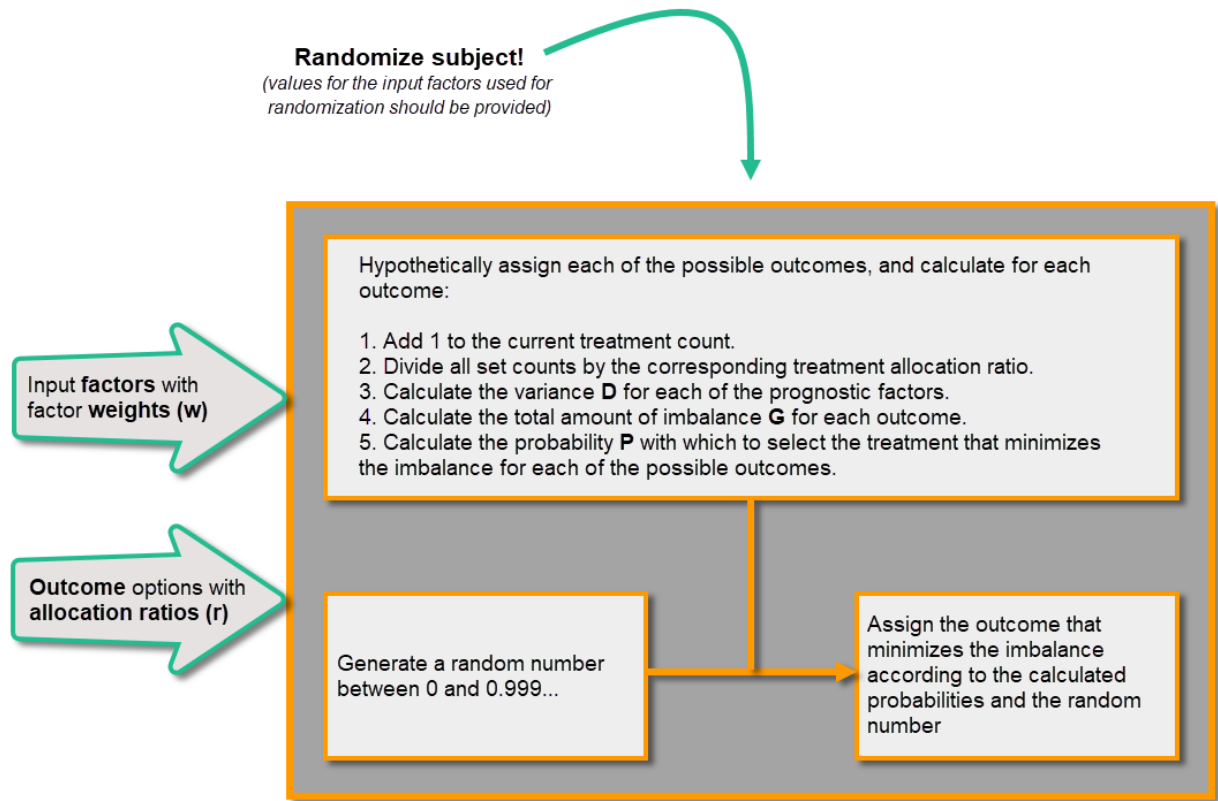 Randomize subject!
(values for the input factors used for
randomization should be provided)
Input factors with
factor weights (w)
Outcome options with
allocation ratios (r)
Hypothetically assign each of the possible outcomes, and calculate for each
outcome:
1. Add 1 to the current treatment count.
2. Divide all set counts by the corresponding treatment allocation ratio.
3. Calculate the variance D for each of the prognostic factors.
4. Calculate the total amount of imbalance G for each outcome.
5. Calculate the probability P with which to select the treatment that minimizes
the imbalance for each of the possible outcomes.
Generate a random number
between 0 and 0.999...
Assign the outcome that
minimizes the imbalance
according to the calculated
probabilities and the random
number